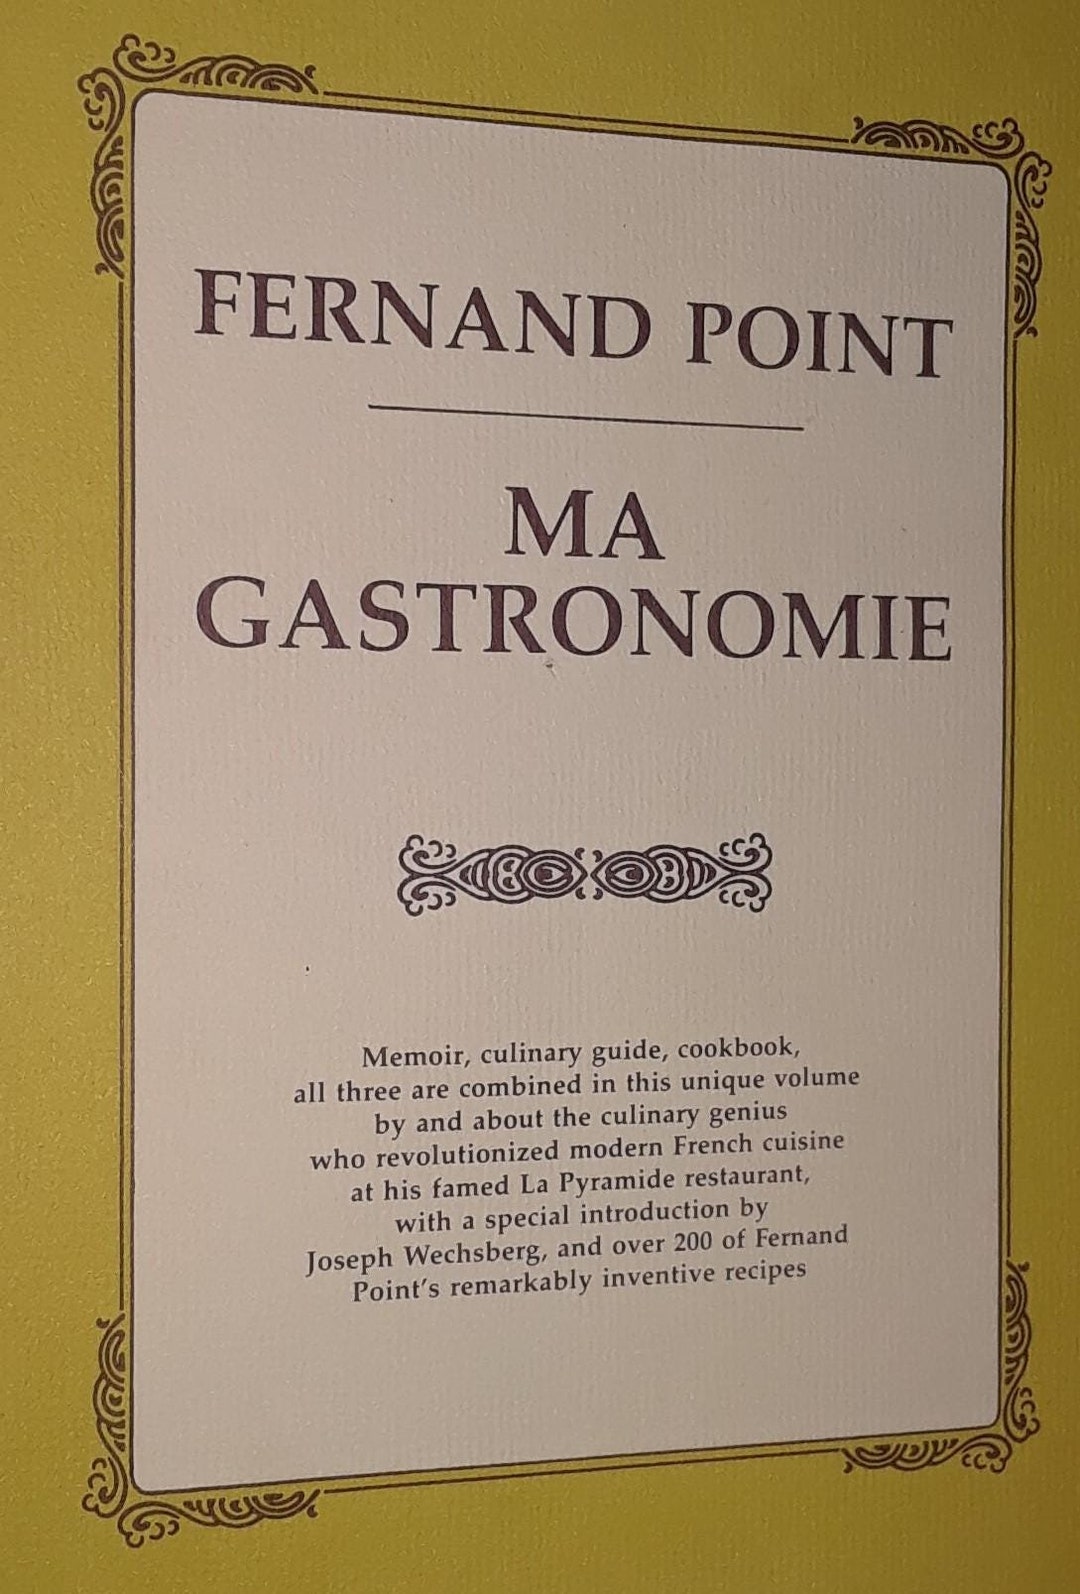 FERNAND POINT
MA
GASTRONOMIE
Memoir, culinary guide, cookbook,
all three are combined in this unique volume
by and about the culinary genius
who revolutionized modern French cuisine
at his famed La Pyramide restaurant,
with a special introduction by
Joseph Wechsberg, and over 200 of Fernand
Point's remarkably inventive recipes